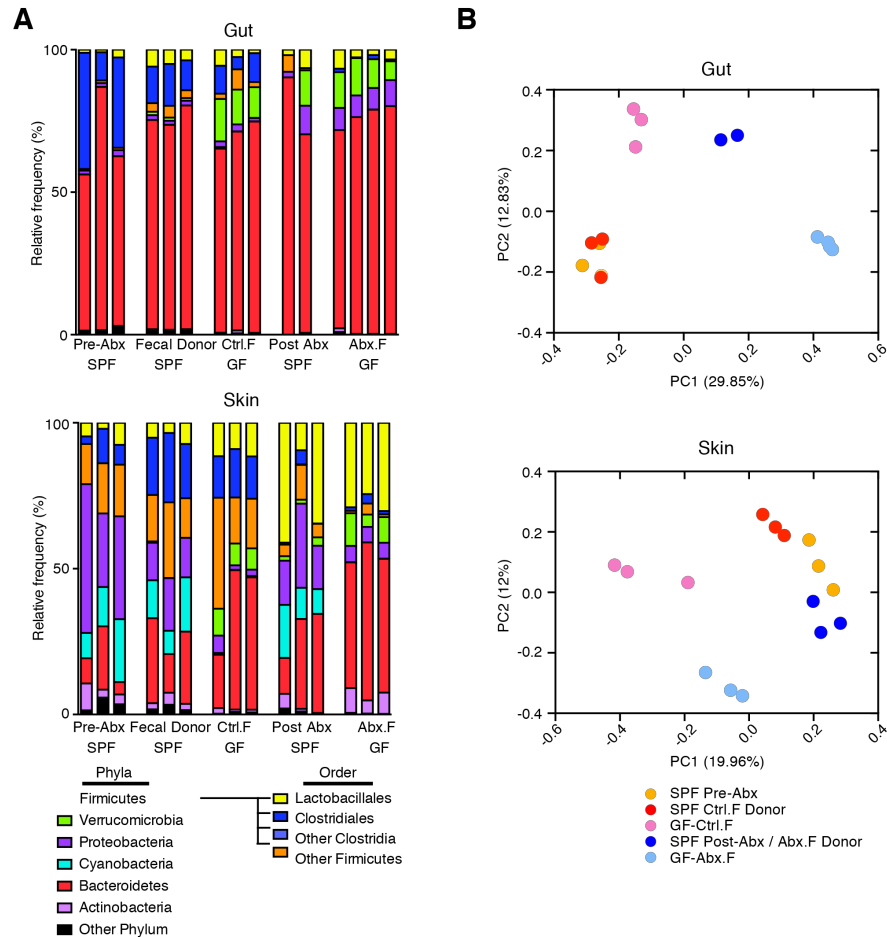 A
Gut
Relative frequency (%)
100
50
0
Pre-Abx Fecal Donor Ctrl.F Post Abx Abx.F
SPF SPF GF SPF GF
Skin
Relative frequency (%)
100
50
0
Pre-Abx Fecal Donor Ctrl.F Post Abx Abx.F
SPF SPF GF SPF GF
Phyla
Firmicutes
Verrucomicrobia
Proteobacteria
Cyanobacteria
Bacteroidetes
Actinobacteria
Other Phylum
Order
Lactobacillales
Clostridiales
Other Clostridia
Other Firmicutes
B
Gut
PC2 (12.83%)
0.4
0.2
0.0
-0.2
-0.4
-0.4 -0.2 0.0 0.2 0.4 0.6
PC1 (29.85%)
Skin
PC2 (12%)
0.4
0.2
0.0
-0.2
-0.4
-0.6 -0.4 -0.2 0.0 0.2 0.4
PC1 (19.96%)
SPF Pre-Abx
SPF Ctrl.F Donor
GF-Ctrl.F
SPF Post-Abx / Abx.F Donor
GF-Abx.F